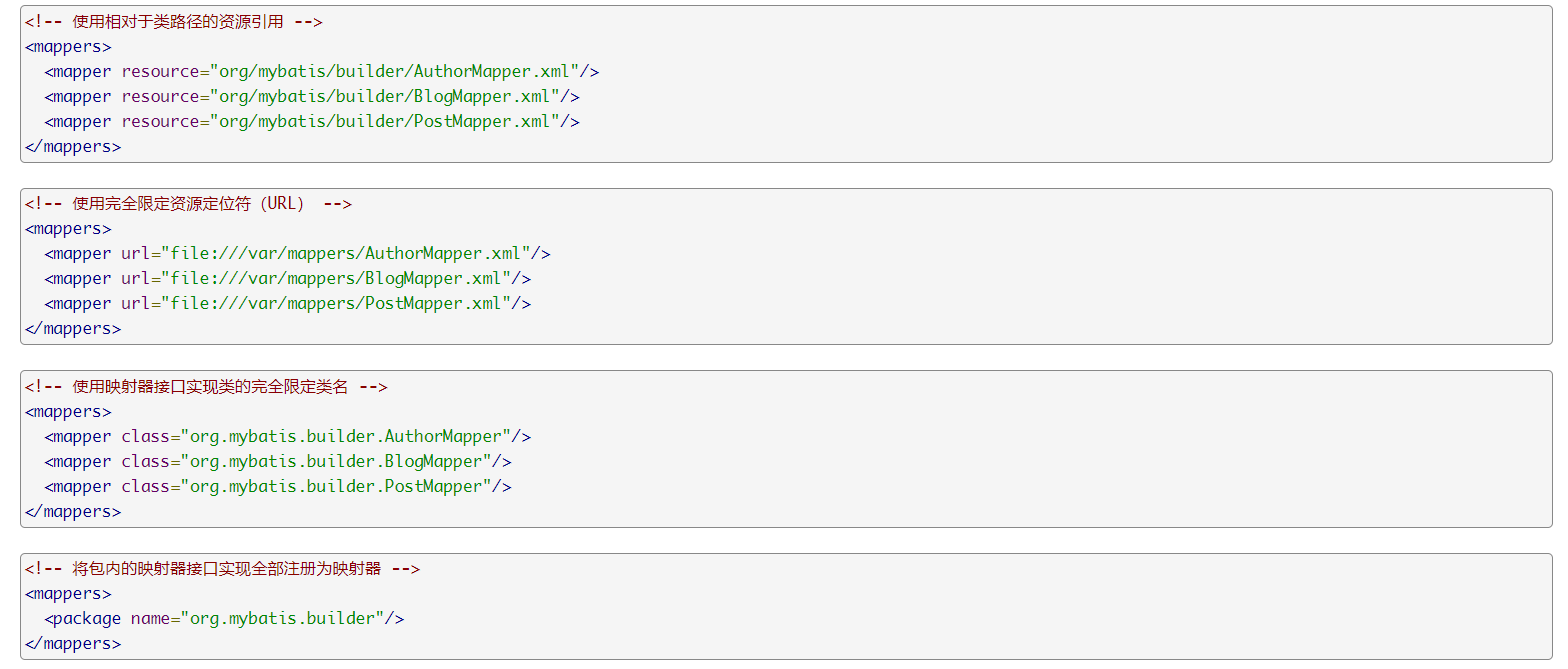 <!-- 使用相对于类路径的资源引用 -->
<mappers>
  <mapper resource="org/mybatis/builder/AuthorMapper.xml"/>
  <mapper resource="org/mybatis/builder/BlogMapper.xml"/>
  <mapper resource="org/mybatis/builder/PostMapper.xml"/>
</mappers>
<!-- 使用完全限定资源定位符（URL） -->
<mappers>
  <mapper url="file:///var/mappers/AuthorMapper.xml"/>
  <mapper url="file:///var/mappers/BlogMapper.xml"/>
  <mapper url="file:///var/mappers/PostMapper.xml"/>
</mappers>
<!-- 使用映射器接口实现类的完全限定类名 -->
<mappers>
  <mapper class="org.mybatis.builder.AuthorMapper"/>
  <mapper class="org.mybatis.builder.BlogMapper"/>
  <mapper class="org.mybatis.builder.PostMapper"/>
</mappers>
<!-- 将包内的映射器接口实现全部注册为映射器 -->
<mappers>
  <package name="org.mybatis.builder"/>
</mappers>